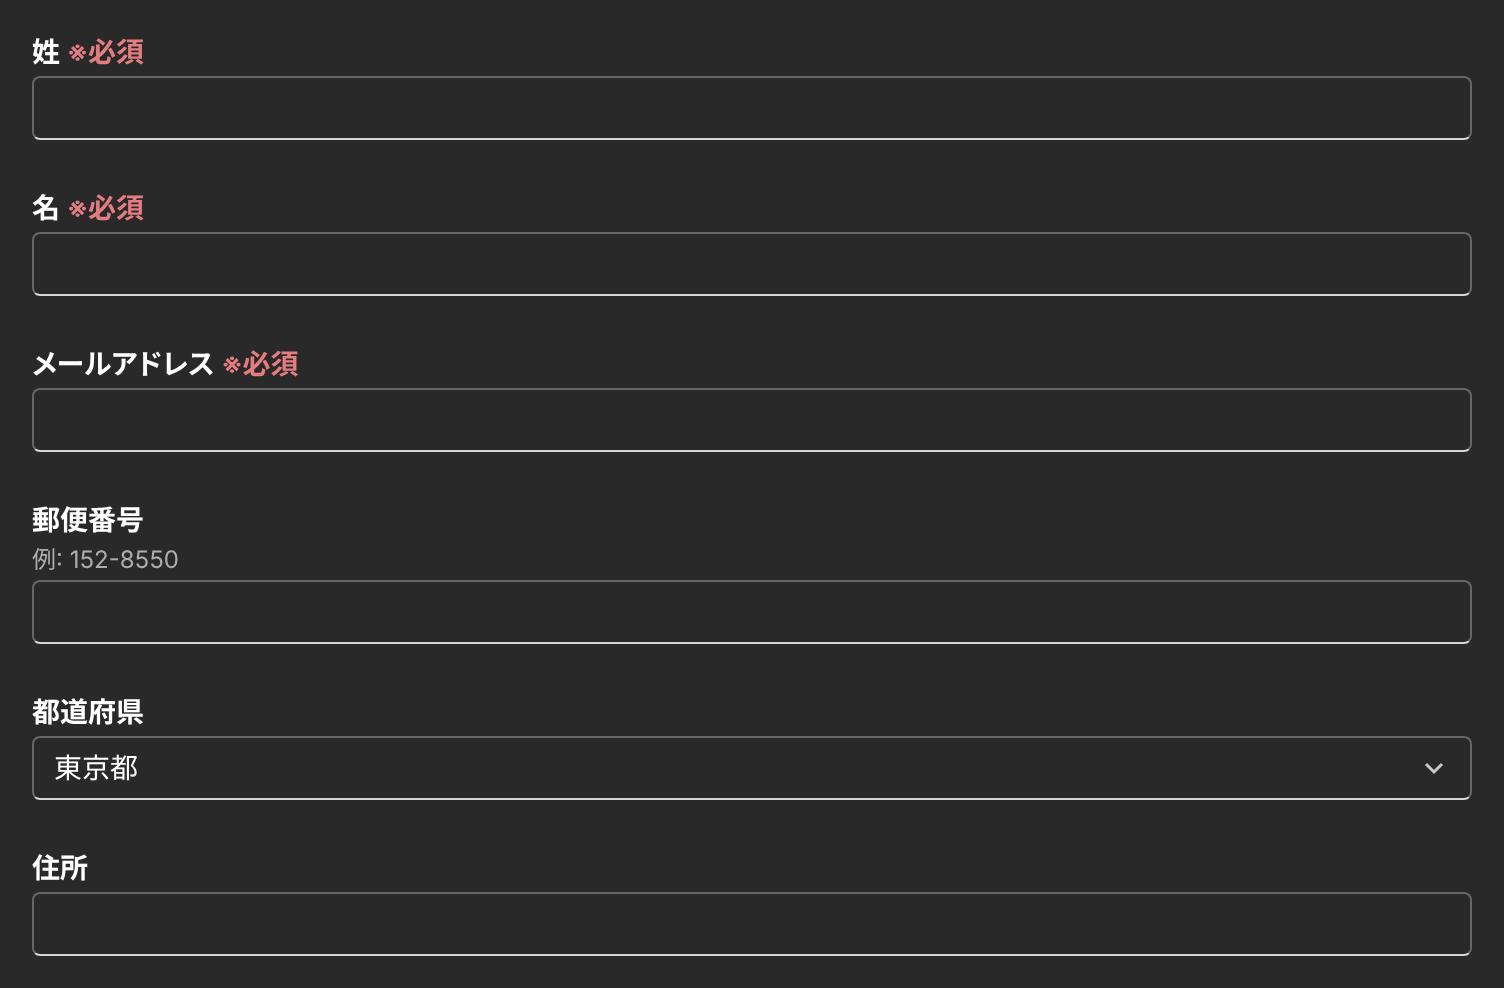 姓 ※必須
名 ※必須
メールアドレス ※必須
郵便番号
例: 152-8550
都道府県
東京都
住所